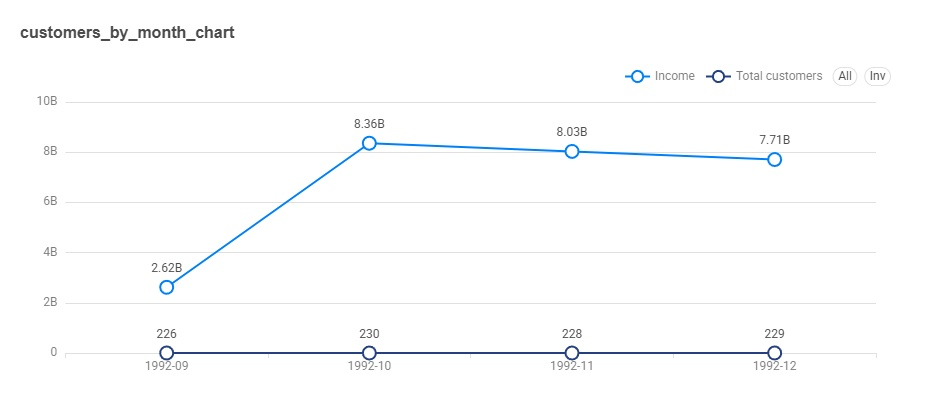 customers_by_month_chart
Income Total customers All Inv
10B
8.36B
8.03B
7.71B
8B
6B
4B
2.62B
2B
226 230 228 229
0
1992-09 1992-10 1992-11 1992-12